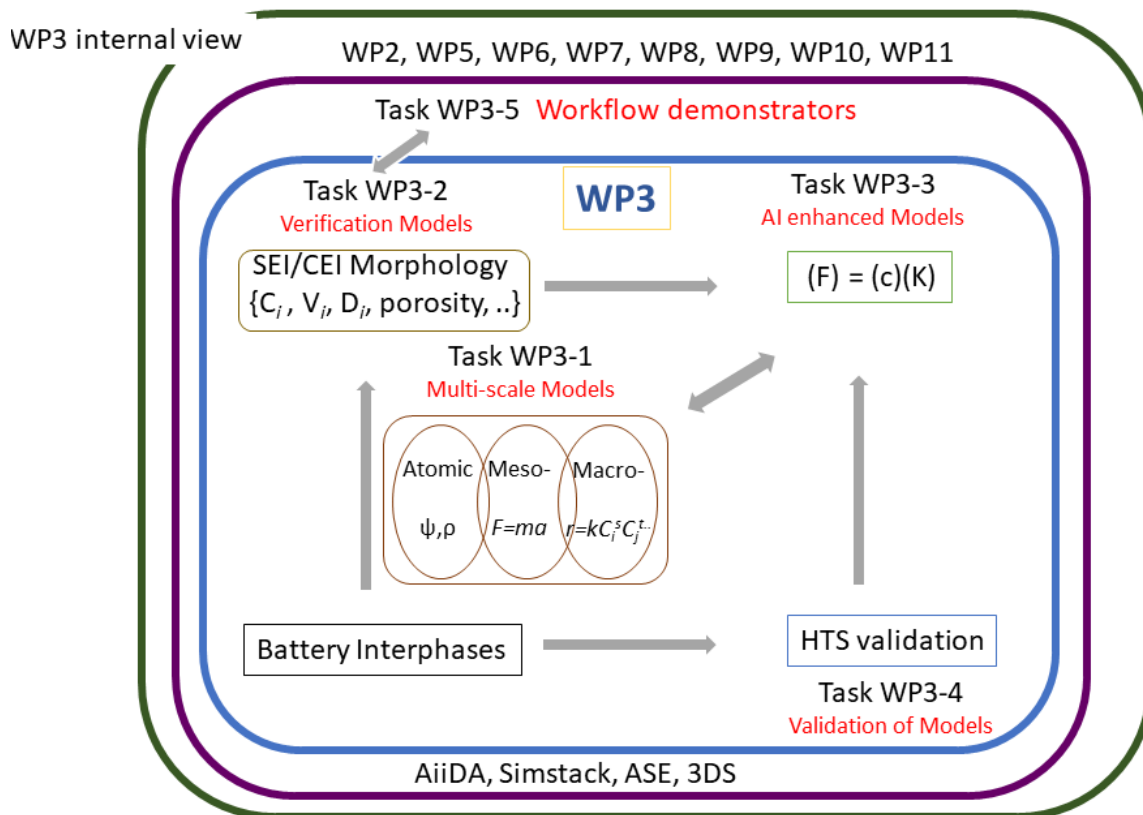 WP3 internal view
WP2, WP5, WP6, WP7, WP8, WP9, WP10, WP11
Task WP3-5 Workflow demonstrators
Task WP3-2
Verification Models
WP3
Task WP3-3
AI enhanced Models
SEI/CEI Morphology
{Cᵢ , Vᵢ, Dᵢ, porosity, ..}
(F) = (c)(K)
Task WP3-1
Multi-scale Models
Atomic Meso- Macro-
ψ,ρ F=ma r=kCᵢˢCⱼᵗ..
Battery Interphases
HTS validation
Task WP3-4
Validation of Models
AiiDA, Simstack, ASE, 3DS